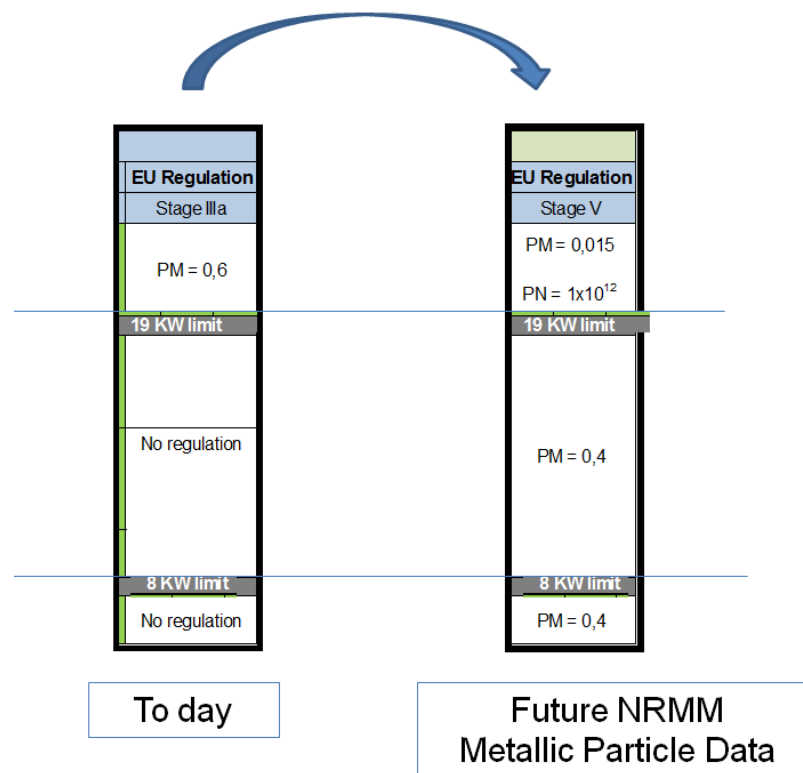 EU Regulation
Stage IIIa
PM = 0,6
19 KW limit
No regulation
8 KW limit
No regulation
To day
EU Regulation
Stage V
PM = 0,015
PN = 1x10¹²
19 KW limit
PM = 0,4
8 KW limit
PM = 0,4
Future NRMM
Metallic Particle Data